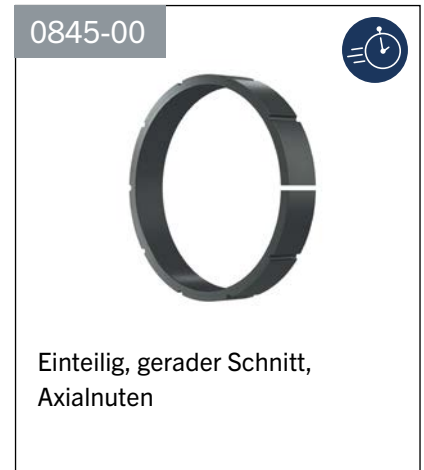 0845-00
Einteilig, gerader Schnitt,
Axialnuten